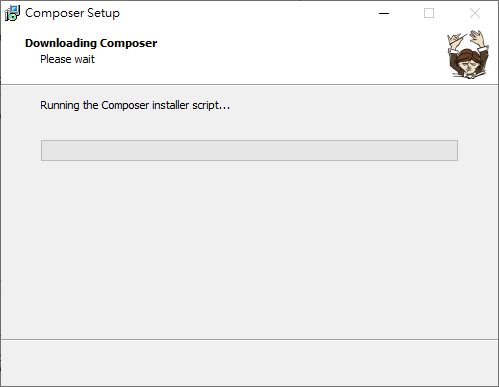 Composer Setup
Downloading Composer
Please wait
Running the Composer installer script...